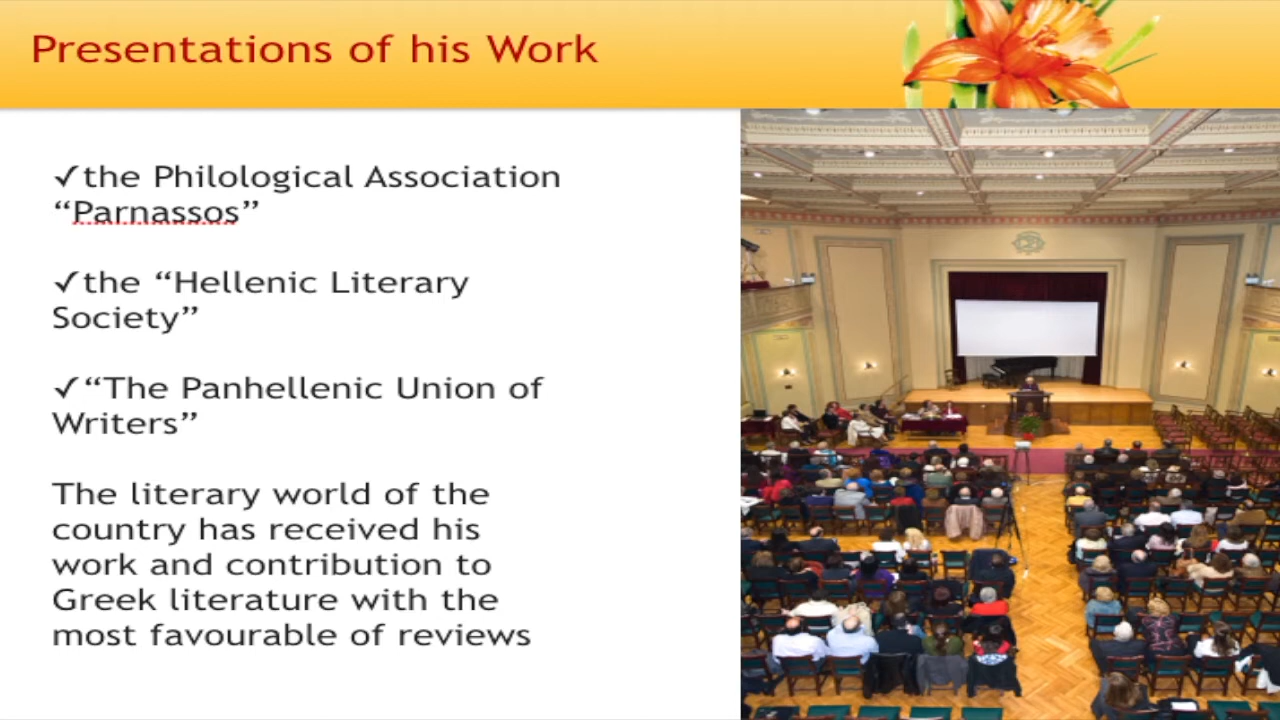 Presentations of his Work
✓the Philological Association
“Parnassos”
✓the “Hellenic Literary
Society”
✓“The Panhellenic Union of
Writers”
The literary world of the
country has received his
work and contribution to
Greek literature with the
most favourable of reviews